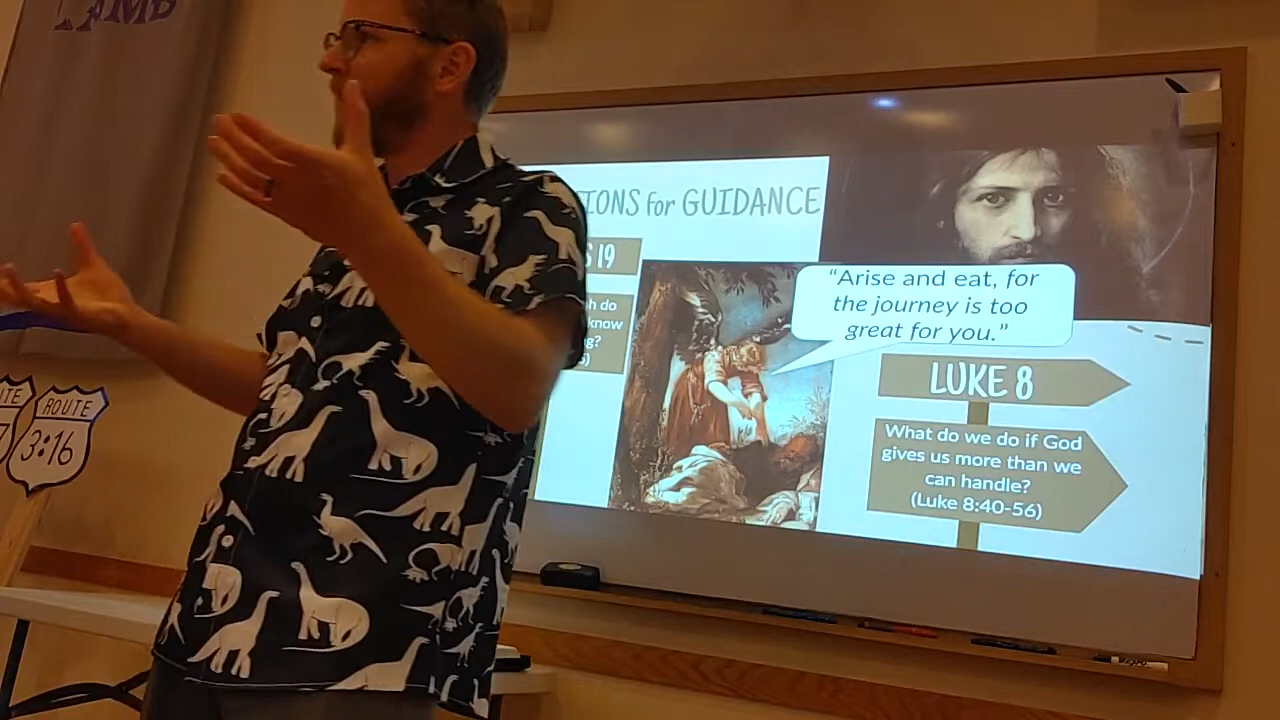 AMB
IONS for GUIDANCE
19
"Arise and eat, for
the journey is too
great for you."
do
know
LUKE 8
What do we do if God
gives us more than we
can handle?
(Luke 8:40-56)
ROUTE
3:16